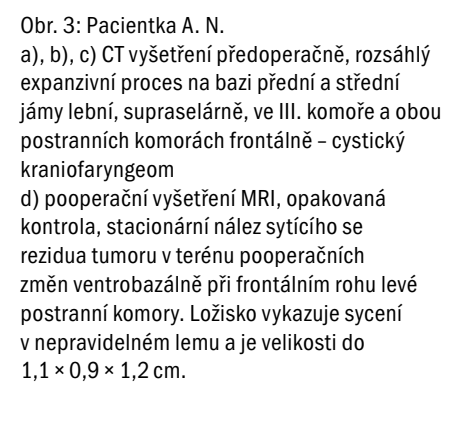 Obr. 3: Pacientka A. N.
a), b), c) CT vyšetření předoperačně, rozsáhlý
expanzivní proces na bazi přední a střední
jámy lební, supraselárně, ve III. komoře a obou
postranních komorách frontálně – cystický
kraniofaryngeom
d) pooperační vyšetření MRI, opakovaná
kontrola, stacionární nález sytícího se
rezidua tumoru v terénu pooperačních
změn ventrobazálně při frontálním rohu levé
postranní komory. Ložisko vykazuje sycení
v nepravidelném lemu a je velikosti do
1,1 × 0,9 × 1,2 cm.